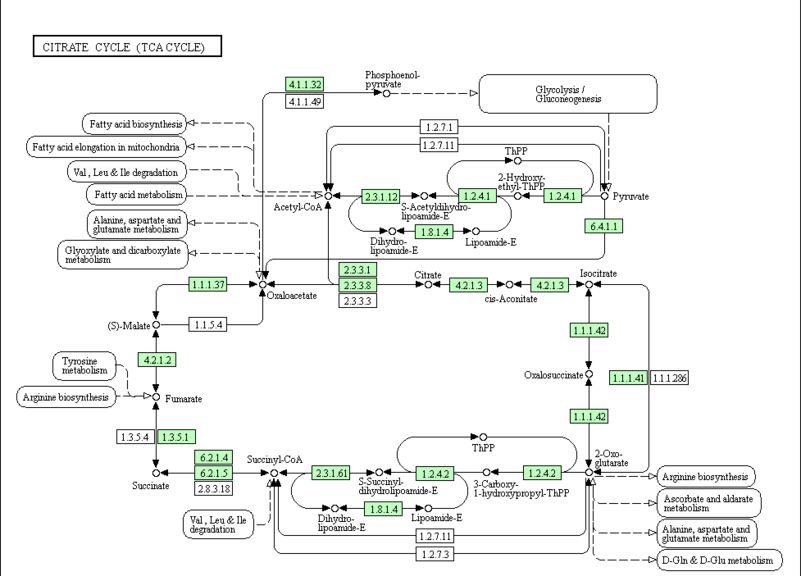 CITRATE CYCLE (TCA CYCLE)
Phosphoenol-
pyruvate
4.1.1.32
4.1.1.49
Glycolysis /
Gluconeogenesis
Fatty acid biosynthesis
Fatty acid elongation in mitochondria
Val , Leu & Ile degradation
Fatty acid metabolism
Alanine, aspartate and
glutamate metabolism
Glyoxylate and dicarboxylate
metabolism
1.2.7.1
1.2.7.11
ThPP
2-Hydroxy-
ethyl-ThPP
Acetyl-CoA
2.3.1.12
S-Acetyldihydro-
lipoamide-E
1.2.4.1
1.2.4.1
Pyruvate
Dihydro-
lipoamide-E
1.8.1.4
Lipoamide-E
6.4.1.1
1.1.1.37
Oxaloacetate
2.3.3.1
2.3.3.8
2.3.3.3
Citrate
4.2.1.3
cis-Aconitate
4.2.1.3
Isocitrate
(S)-Malate
1.1.5.4
1.1.1.42
4.2.1.2
Tyrosine
metabolism
Arginine biosynthesis
Fumarate
Oxalosuccinate
1.1.1.41
1.1.1.286
1.1.1.42
1.3.5.4
1.3.5.1
Succinate
6.2.1.4
6.2.1.5
2.8.3.18
Succinyl-CoA
2.3.1.61
S-Succinyl-
dihydrolipoamide-E
1.2.4.2
ThPP
3-Carboxy-
1-hydroxypropyl-ThPP
1.2.4.2
2-Oxo-
glutarate
Val , Leu & Ile
degradation
Dihydro-
lipoamide-E
1.8.1.4
Lipoamide-E
1.2.7.11
1.2.7.3
Arginine biosynthesis
Ascorbate and aldarate
metabolism
Alanine, aspartate and
glutamate metabolism
D-Gln & D-Glu metabolism